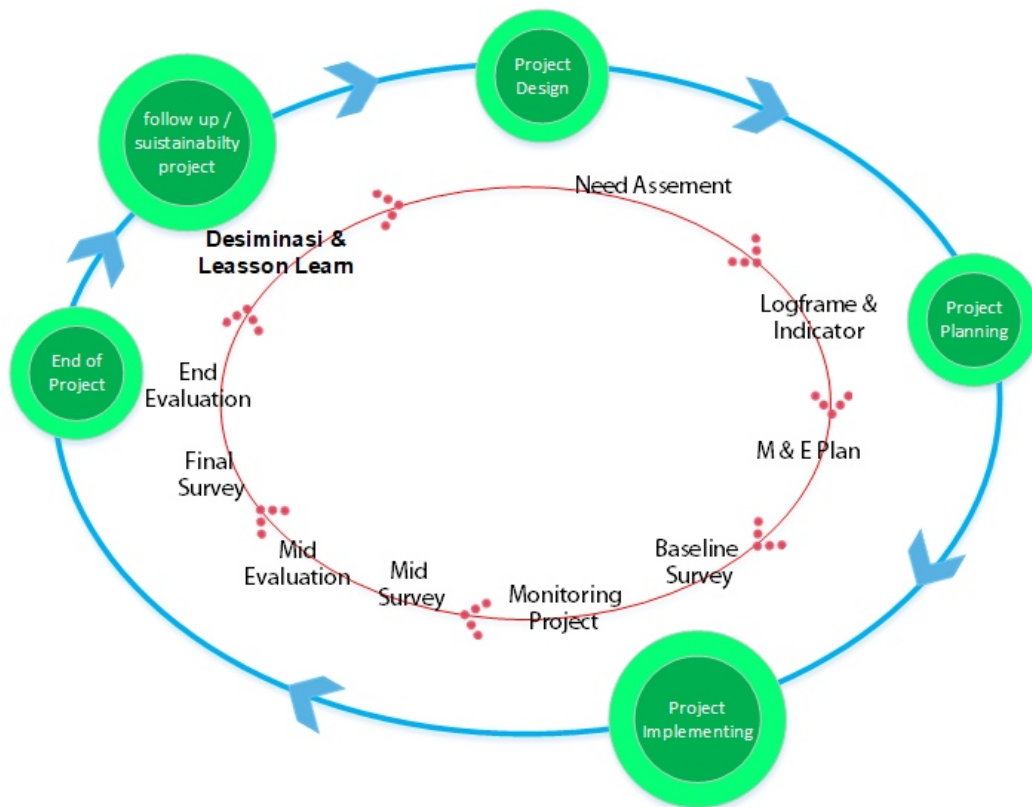 Project
Design
follow up /
suistainabilty
project
Need Assement
Desiminasi &
Leasson Learn
Logframe &
Indicator
Project
Planning
End of
Project
End
Evaluation
M & E Plan
Final
Survey
Mid
Evaluation
Mid
Survey
Monitoring
Project
Baseline
Survey
Project
Implementing